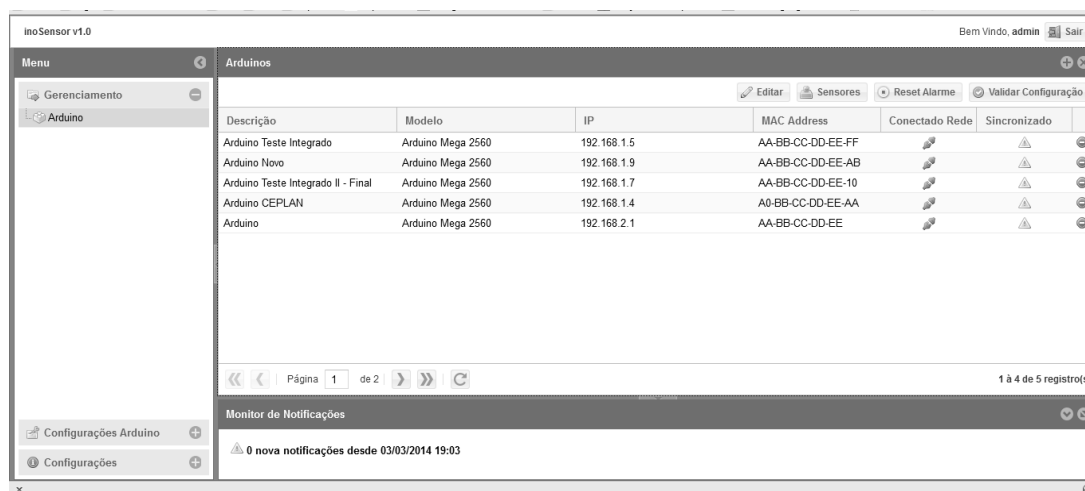 inoSensor v1.0
Bem Vindo, admin Sair
Menu
Arduinos
Gerenciamento
Arduino
Editar Sensores Reset Alarme Validar Configuração
Descrição Modelo IP MAC Address Conectado Rede Sincronizado
Arduino Teste Integrado Arduino Mega 2560 192.168.1.5 AA-BB-CC-DD-EE-FF
Arduino Novo Arduino Mega 2560 192.168.1.9 AA-BB-CC-DD-EE-AB
Arduino Teste Integrado II - Final Arduino Mega 2560 192.168.1.7 AA-BB-CC-DD-EE-10
Arduino CEPLAN Arduino Mega 2560 192.168.1.4 A0-BB-CC-DD-EE-AA
Arduino Arduino Mega 2560 192.168.2.1 AA-BB-CC-DD-EE
Página 1 de 2
1 à 4 de 5 registro(s
Monitor de Notificações
0 nova notificações desde 03/03/2014 19:03
Configurações Arduino
Configurações